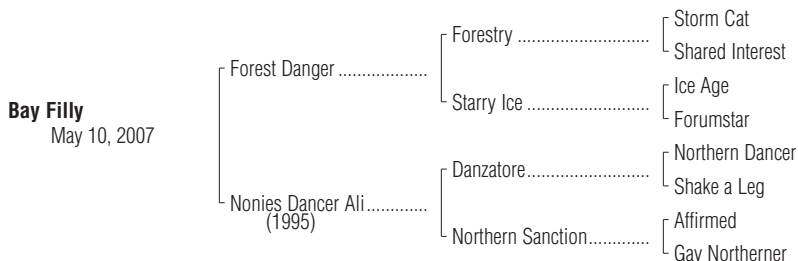 Storm Cat
Forestry ..................................
Shared Interest
Forest Danger ...................
Ice Age
Starry Ice ................................
Forumstar
Bay Filly
May 10, 2007
Northern Dancer
Danzatore................................
Shake a Leg
Nonies Dancer Ali................
(1995)
Affirmed
Northern Sanction................
Gay Northerner